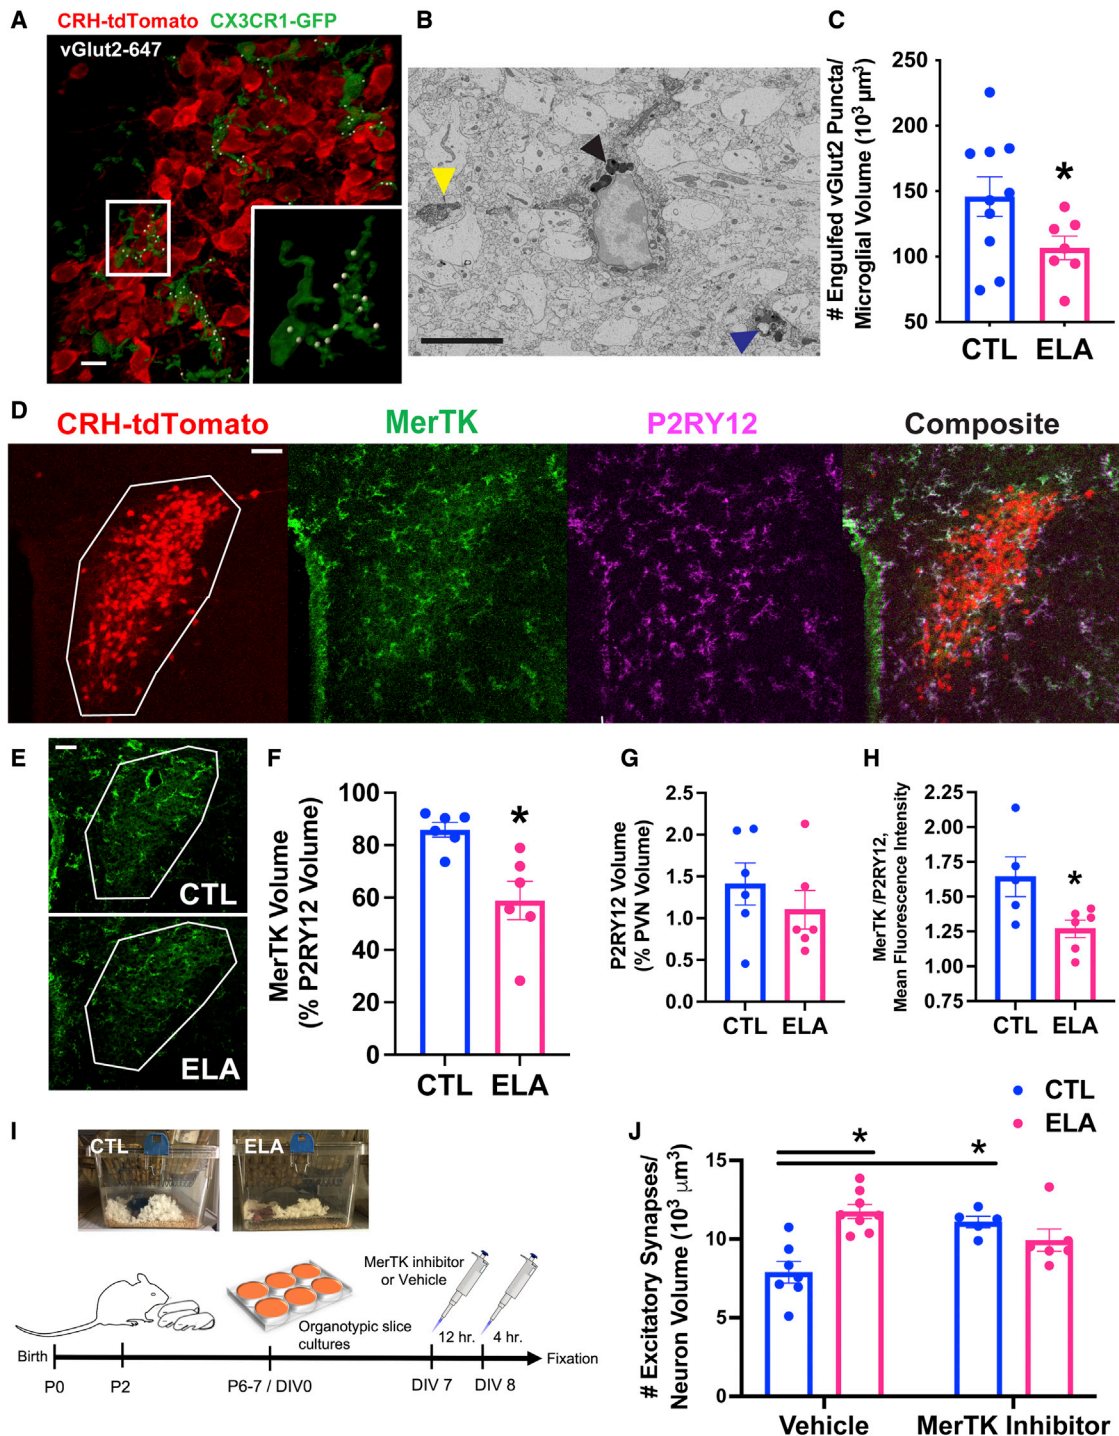 A
CRH-tdTomato CX3CR1-GFP
vGlut2-647
B
C
# Engulfed vGlut2 Puncta/
Microglial Volume (10³ µm³)
250
200
150
100
50
*
CTL ELA
D
CRH-tdTomato
MerTK
P2RY12
Composite
E
CTL
ELA
F
MerTK Volume
(% P2RY12 Volume)
100
80
60
40
20
0
*
CTL ELA
G
P2RY12 Volume
(% PVN Volume)
2.5
2.0
1.5
1.0
0.5
0.0
CTL ELA
H
MerTK /P2RY12,
Mean Fluorescence Intensity
2.25
2.00
1.75
1.50
1.25
1.00
0.75
*
CTL ELA
I
CTL
ELA
MerTK inhibitor
or Vehicle
Organotypic slice
cultures
12 hr.
4 hr.
Birth
Fixation
P0
P2
P6-7 / DIV0
DIV 7
DIV 8
J
CTL
ELA
# Excitatory Synapses/
Neuron Volume (10³ µm³)
15
10
5
0
*
*
Vehicle
MerTK Inhibitor